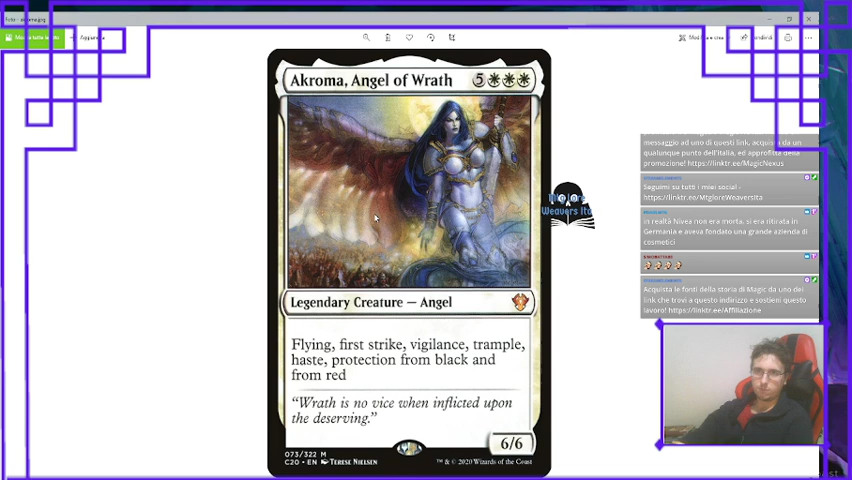 Akroma, Angel of Wrath 5
Legendary Creature — Angel
Flying, first strike, vigilance, trample,
haste, protection from black and
from red
“Wrath is no vice when inflicted upon
the deserving.”
6/6
073/322 M
C20 • EN TERESE NIELSEN
™ & © 2020 Wizards of the Coast
Mtg Lore
Weavers Ita
messaggio ad uno di questi link, acquista da un
qualunque punto dell'italia, ed approfitta della
promozione! https://linktr.ee/MagicNexus
Seguimi su tutti i miei social -
https://linktr.ee/MtgloreWeaversIta
in realtà Nivea non era morta, si era ritirata in
Germania e aveva fondato una grande azienda di
cosmetici
Acquista le fonti della storia di Magic da uno dei
link che trovi a questo indirizzo e sostieni questo
lavoro! https://linktr.ee/Affiliazione